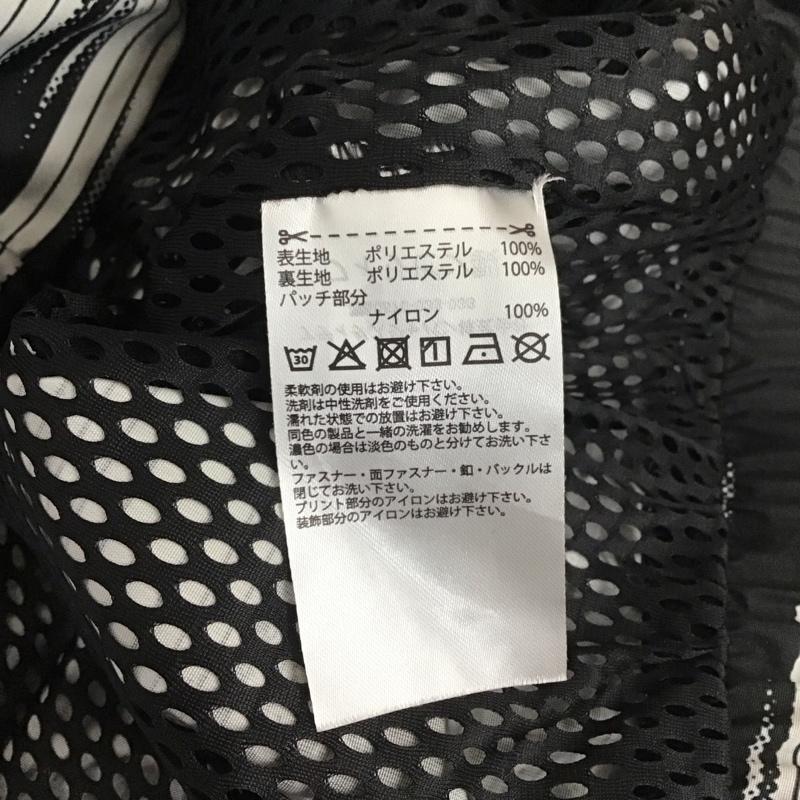 表生地 ポリエステル 100%
裏生地 ポリエステル 100%
パッチ部分
ナイロン 100%
30
柔軟剤の使用はお避け下さい。
洗剤は中性洗剤をご使用ください。
濡れた状態での放置はお避け下さい。
同色の製品と一緒の洗濯をお勧めします。
濃色の場合は淡色のものと分けてお洗い下さ
い。
ファスナー・面ファスナー・釦・バックルは
閉じてお洗い下さい。
プリント部分のアイロンはお避け下さい。
装飾部分のアイロンはお避け下さい。